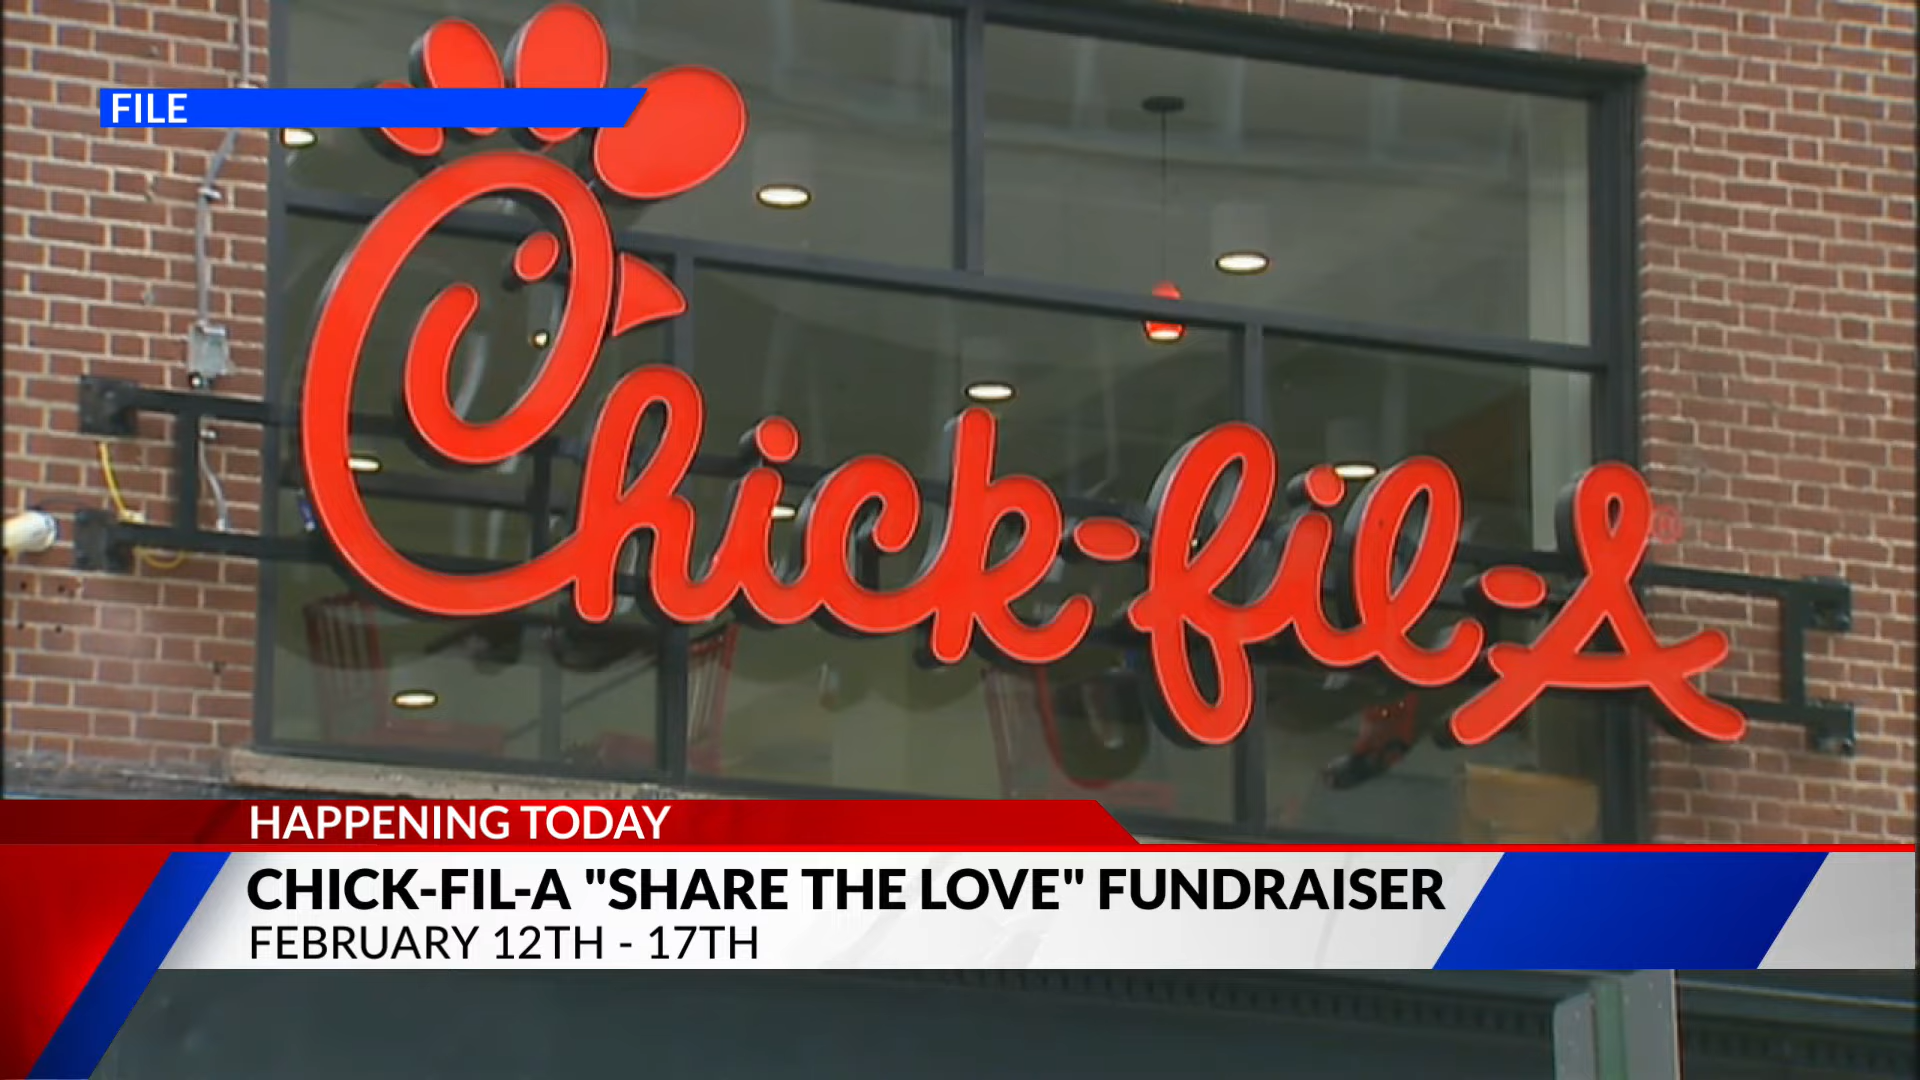 FILE
Chick-fil-A®
HAPPENING TODAY
CHICK-FIL-A "SHARE THE LOVE" FUNDRAISER
FEBRUARY 12TH - 17TH